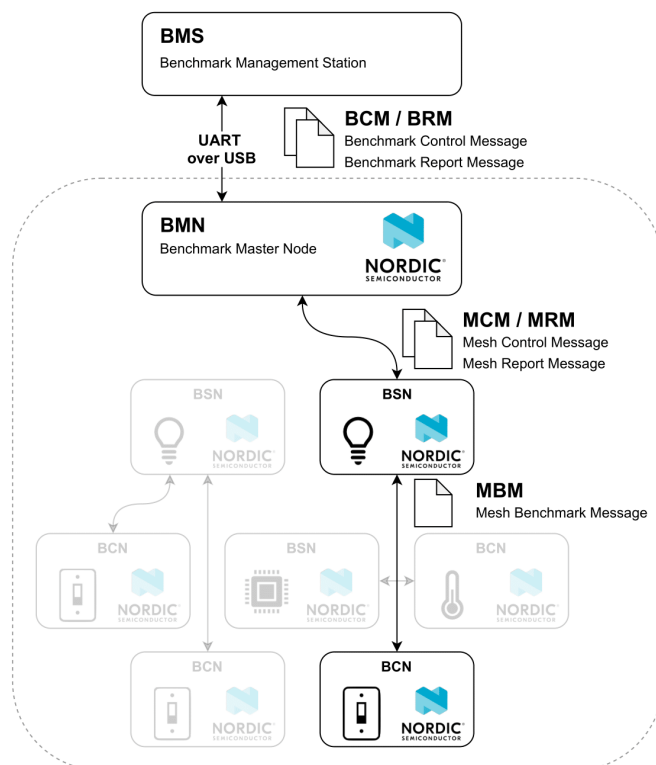 BMS
Benchmark Management Station
UART
over USB
BCM / BRM
Benchmark Control Message
Benchmark Report Message
BMN
Benchmark Master Node
NORDIC®
SEMICONDUCTOR
MCM / MRM
Mesh Control Message
Mesh Report Message
BSN
NORDIC®
SEMICONDUCTOR
BSN
NORDIC®
SEMICONDUCTOR
MBM
Mesh Benchmark Message
BCN
NORDIC®
SEMICONDUCTOR
BSN
NORDIC®
SEMICONDUCTOR
BCN
NORDIC®
SEMICONDUCTOR
BCN
NORDIC®
SEMICONDUCTOR
BCN
NORDIC®
SEMICONDUCTOR